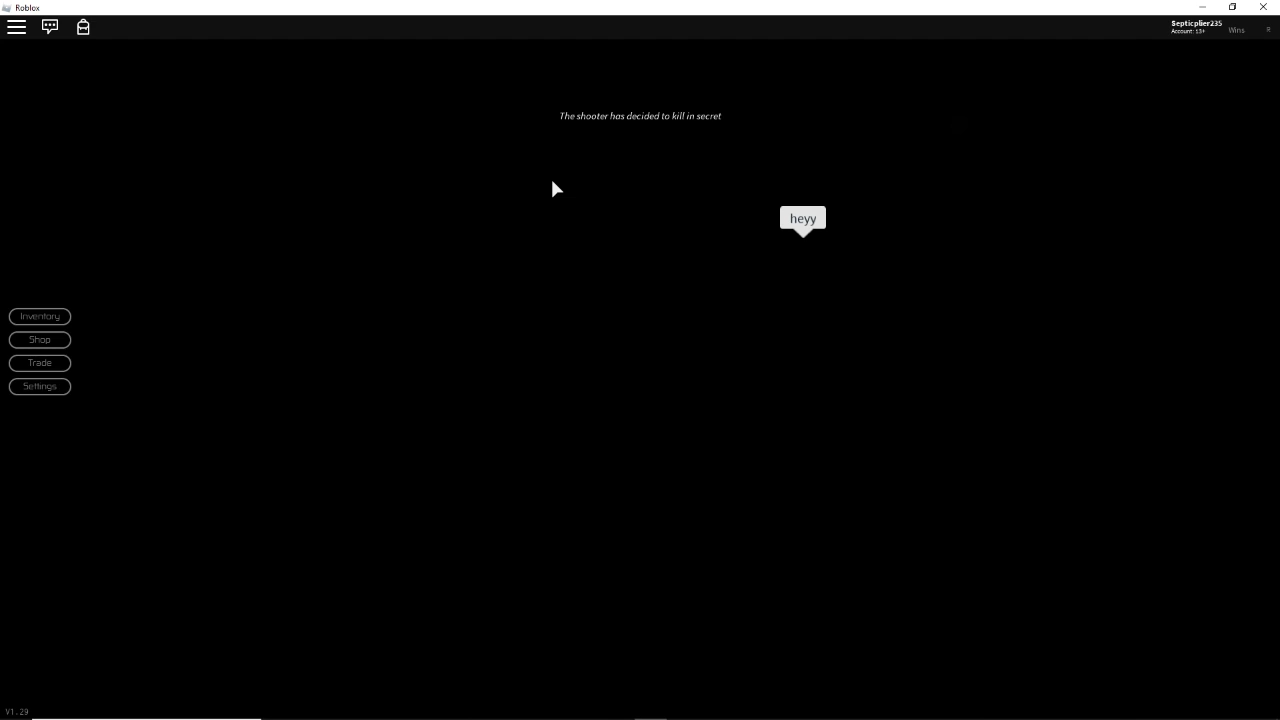 Roblox
Septicplier235
Account: 13+
Wins
R
The shooter has decided to kill in secret
heyy
Inventory
Shop
Trade
Settings
V1.29